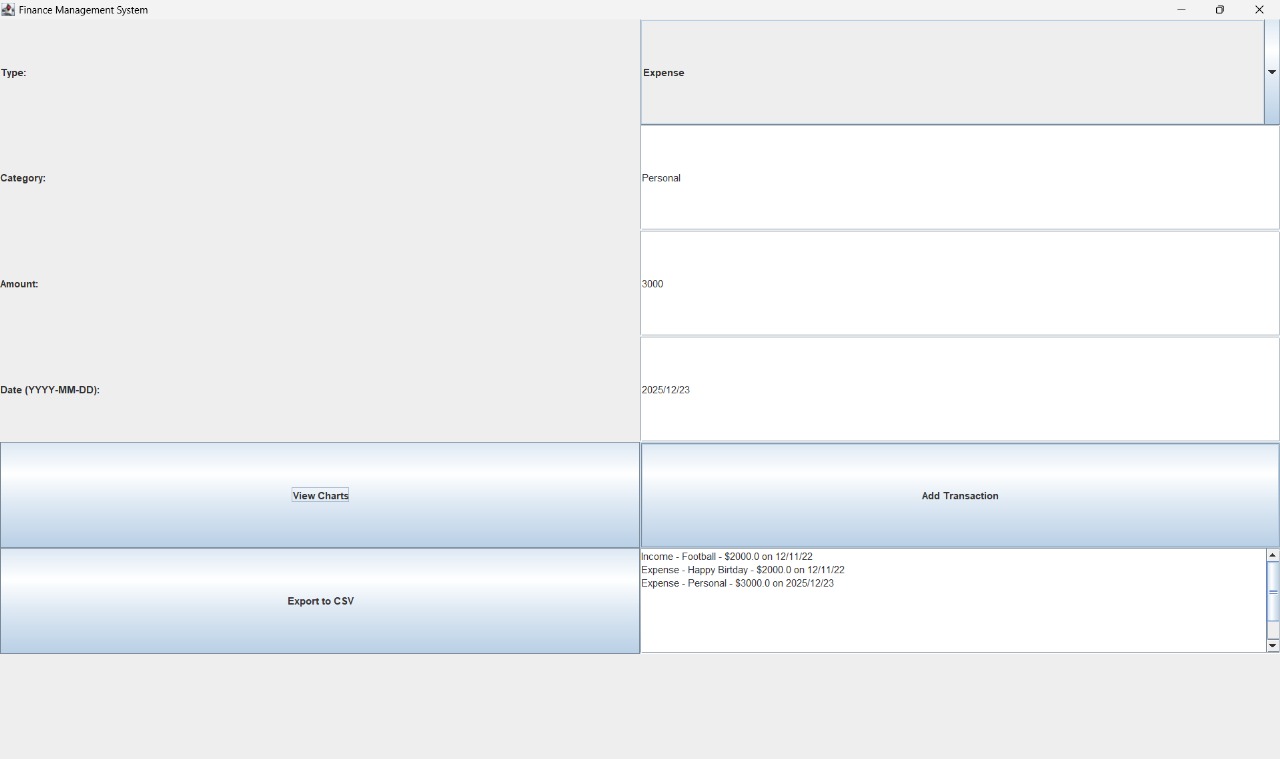 Finance Management System
Type:
Expense
Category:
Personal
Amount:
3000
Date (YYYY-MM-DD):
2025/12/23
View Charts
Add Transaction
Export to CSV
Income - Football - $2000.0 on 12/11/22
Expense - Happy Birtday - $2000.0 on 12/11/22
Expense - Personal - $3000.0 on 2025/12/23